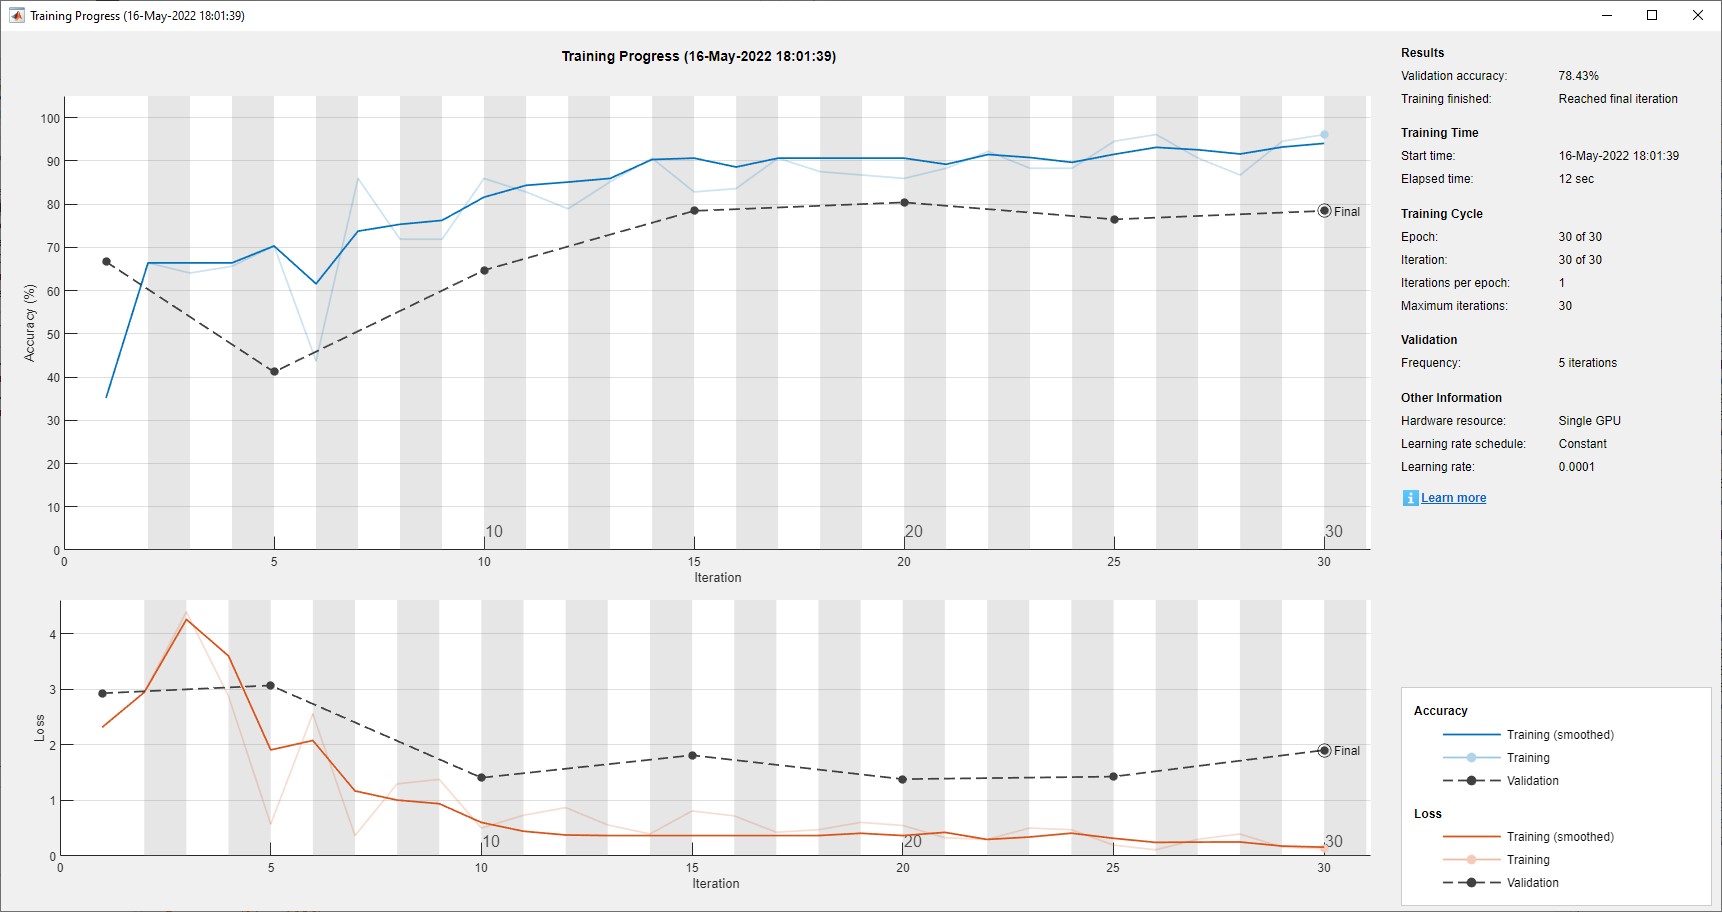 Training Progress (16-May-2022 18:01:39)
Training Progress (16-May-2022 18:01:39)
Accuracy (%)
100
90
80
70
60
50
40
30
20
10
0
Final
10
20
30
0 5 10 15 20 25 30
Iteration
Loss
4
3
2
1
0
Final
10
20
30
0 5 10 15 20 25 30
Iteration
Results
Validation accuracy: 78.43%
Training finished: Reached final iteration
Training Time
Start time: 16-May-2022 18:01:39
Elapsed time: 12 sec
Training Cycle
Epoch: 30 of 30
Iteration: 30 of 30
Iterations per epoch: 1
Maximum iterations: 30
Validation
Frequency: 5 iterations
Other Information
Hardware resource: Single GPU
Learning rate schedule: Constant
Learning rate: 0.0001
i Learn more
Accuracy
Training (smoothed)
Training
Validation
Loss
Training (smoothed)
Training
Validation